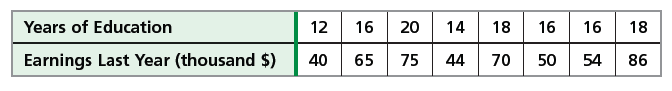 Years of Education 12 16 20 14 18 16 16 18
Earnings Last Year (thousand $) 40 65 75 44 70 50 54 86